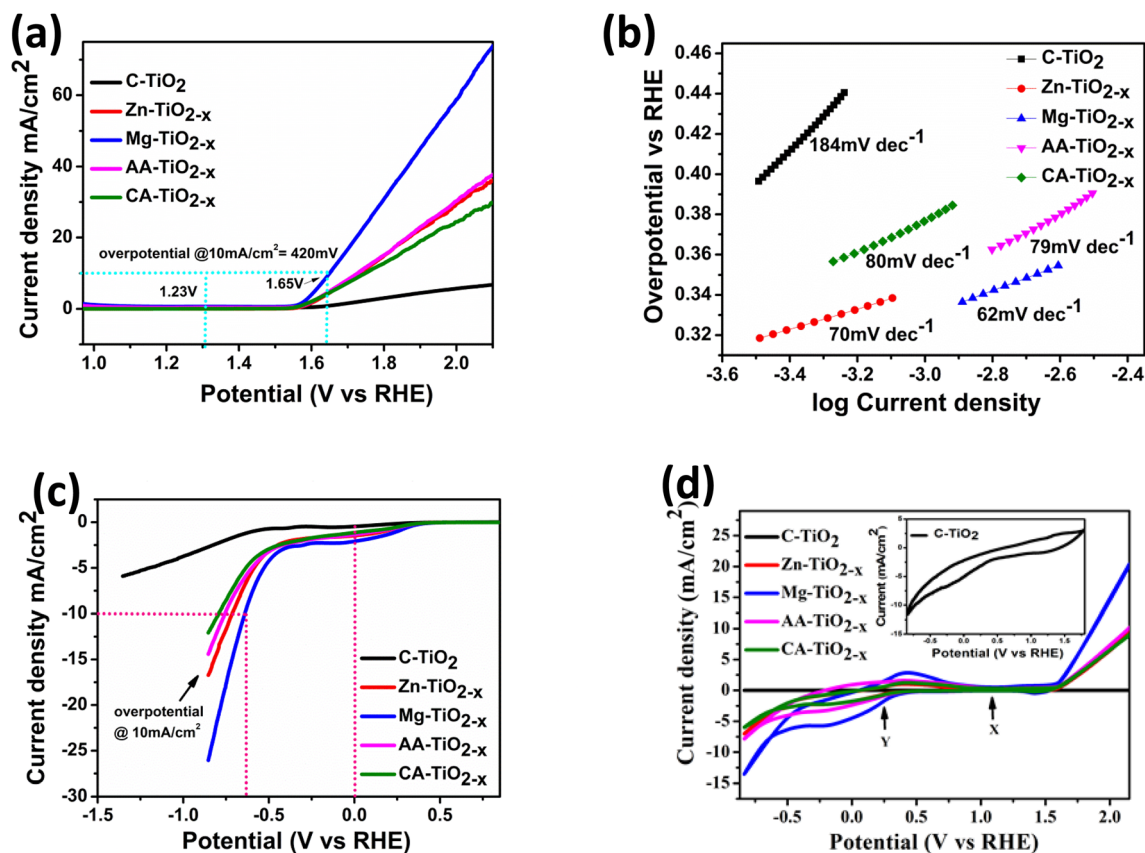 (a)
Current density mA/cm2
60
40
20
0
C-TiO2
Zn-TiO2-x
Mg-TiO2-x
AA-TiO2-x
CA-TiO2-x
overpotential @10mA/cm2= 420mV
1.23V
1.65V
1.0 1.2 1.4 1.6 1.8 2.0
Potential (V vs RHE)
(b)
Overpotential vs RHE
0.44
0.40
0.36
0.32
C-TiO2
Zn-TiO2-x
Mg-TiO2-x
AA-TiO2-x
CA-TiO2-x
184mV dec-1
80mV dec-1
79mV dec-1
62mV dec-1
70mV dec-1
-3.6 -3.4 -3.2 -3.0 -2.8 -2.6 -2.4
log Current density
(c)
Current density mA/cm2
0
-5
-10
-15
-20
-25
-30
overpotential
@ 10mA/cm2
C-TiO2
Zn-TiO2-x
Mg-TiO2-x
AA-TiO2-x
CA-TiO2-x
-1.5 -1.0 -0.5 0.0 0.5
Potential (V vs RHE)
(d)
Current density (mA/cm2)
25
20
15
10
5
0
-5
-10
-15
C-TiO2
Zn-TiO2-x
Mg-TiO2-x
AA-TiO2-x
CA-TiO2-x
Current (mA/cm2)
5
0
-5
-10
-15
C-TiO2
-0.5 0.0 0.5 1.0 1.5
Potential (V vs RHE)
Y
X
0.0 0.5 1.0 1.5 2.0
Potential (V vs RHE)